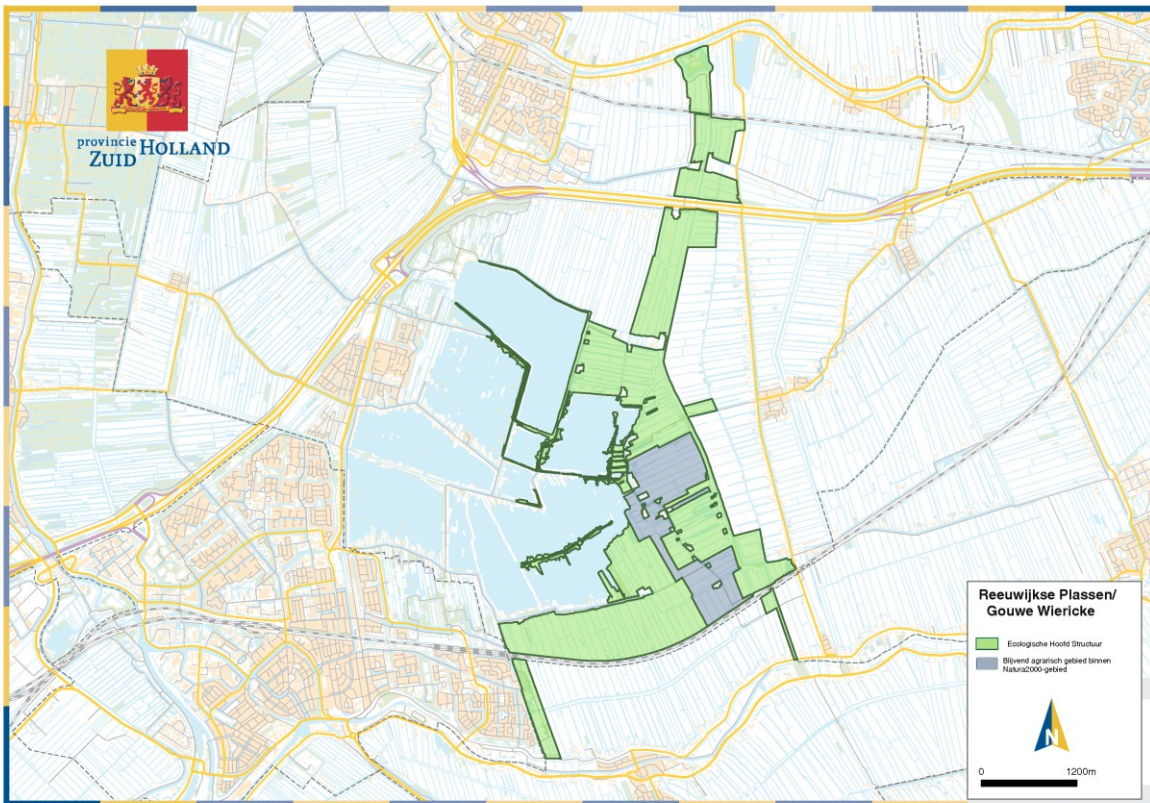 provincie
ZUID HOLLAND
Reeuwijkse Plassen/
Gouwe Wiericke
Ecologische Hoofd Structuur
Blijvend agrarisch gebied binnen
Natura2000-gebied
N
0 1200m